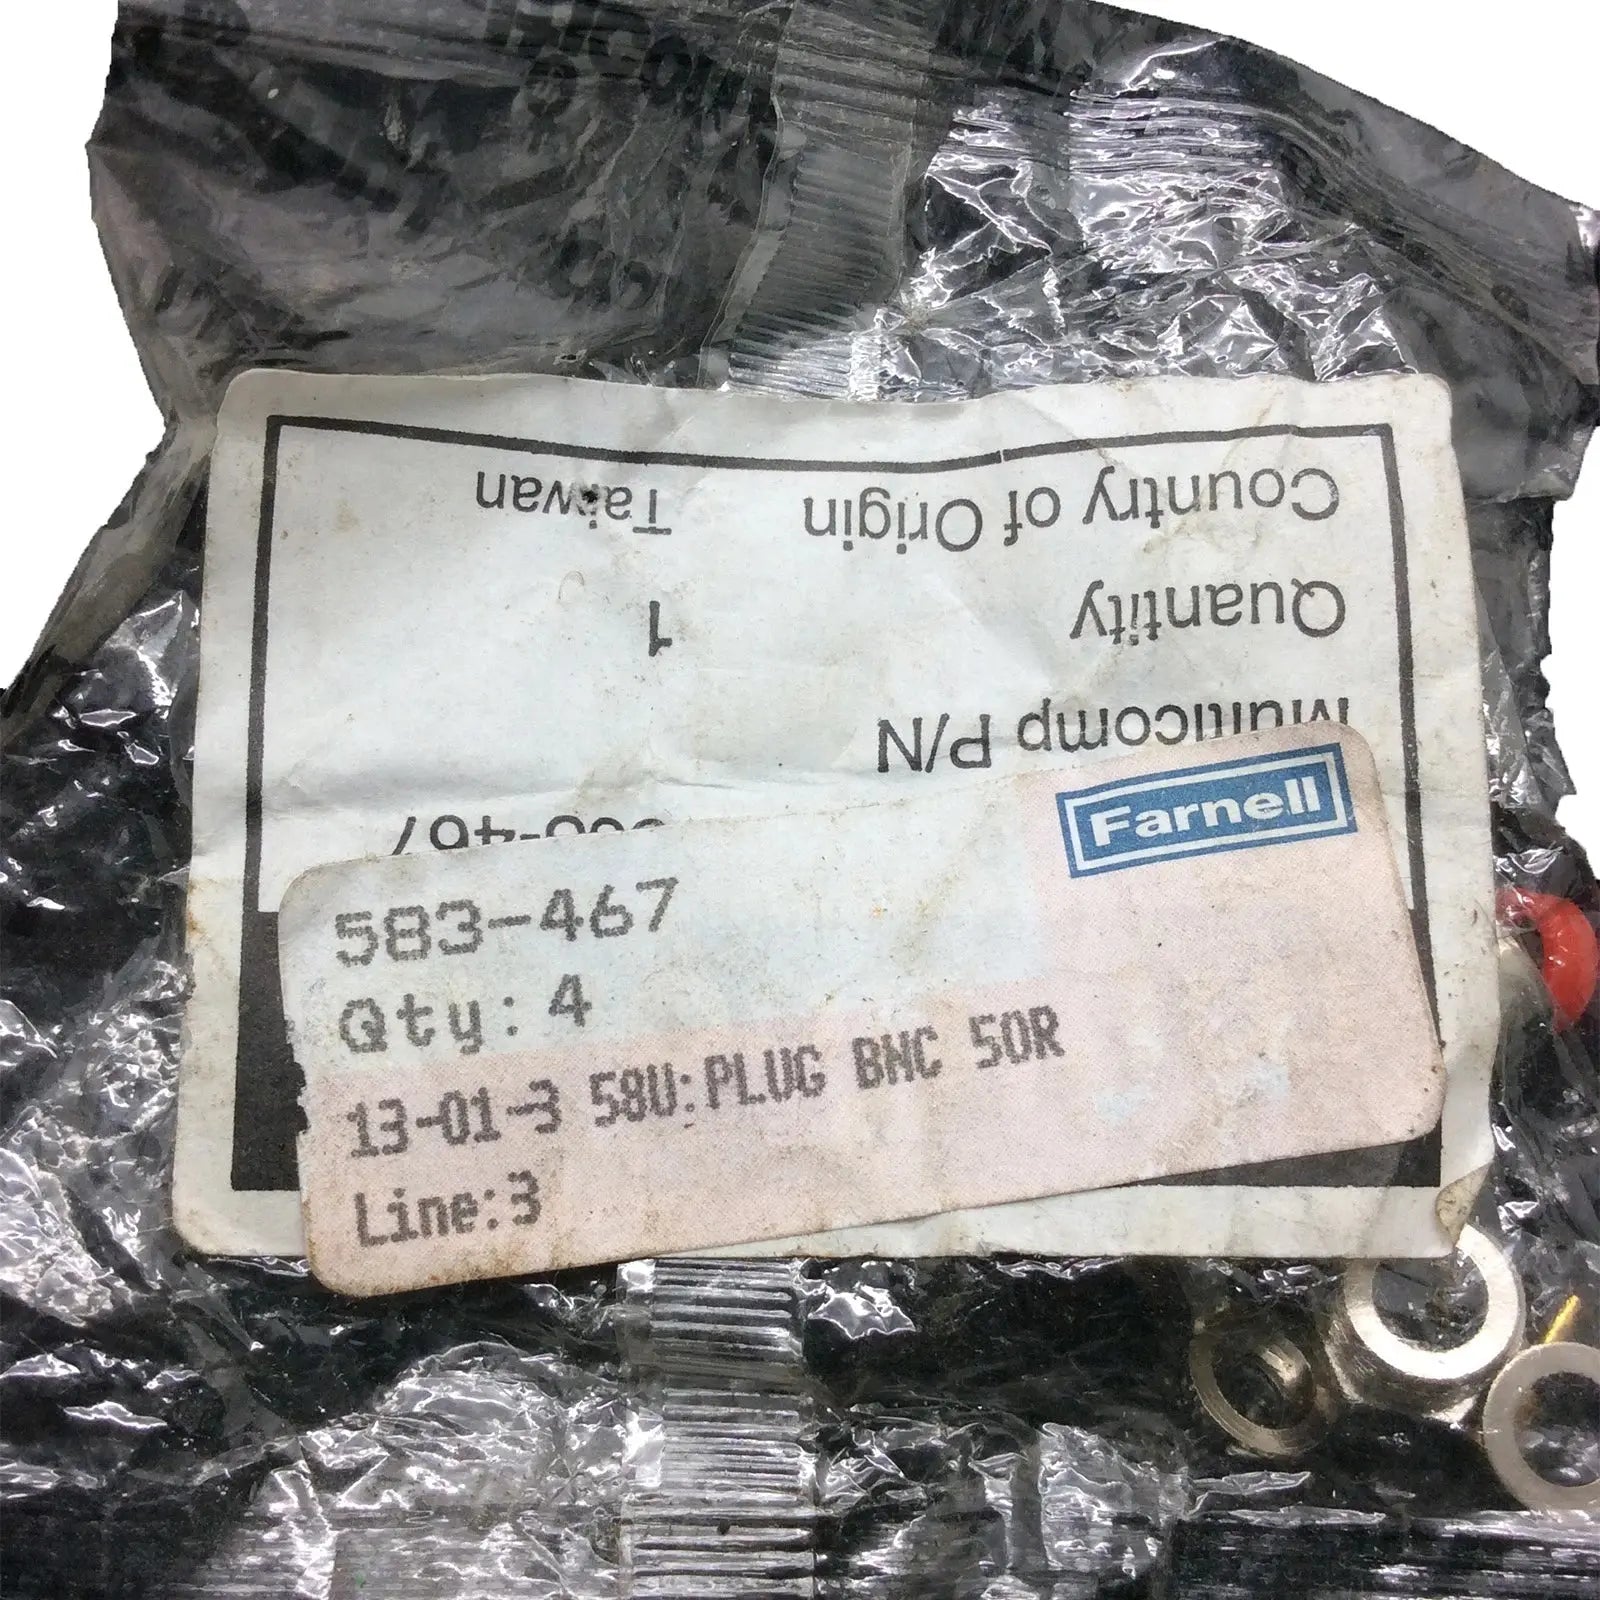 Farnell
583-467
Qty: 4
13-01-3 58U:PLUG BNC 50R
Line:3
Multicomp P/N
Quantity 1
Country of Origin Taiwan